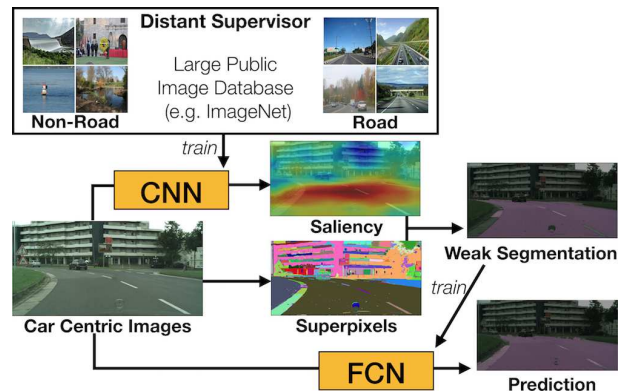 Distant Supervisor
Large Public
Image Database
(e.g. ImageNet)
Non-Road
Road
train
CNN
Saliency
Weak Segmentation
Car Centric Images
Superpixels
train
FCN
Prediction